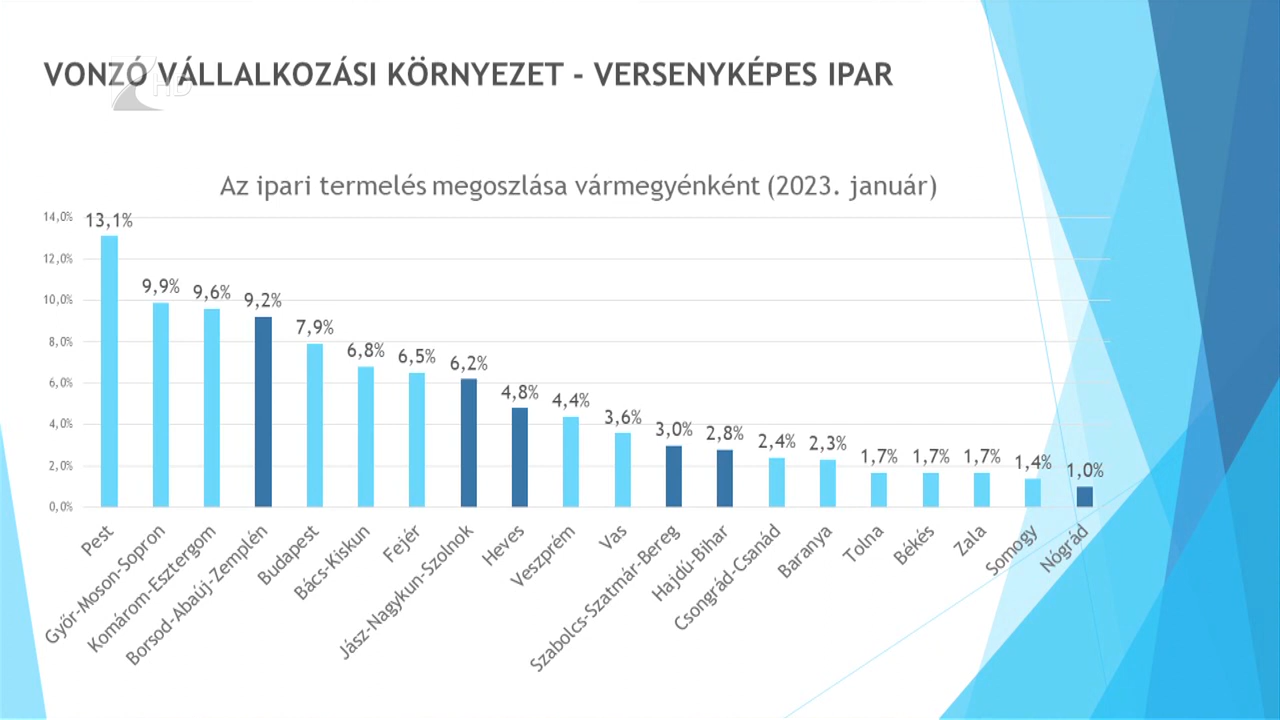 VONZÓ VÁLLALKOZÁSI KÖRNYEZET - VERSENYKÉPES IPAR
HD
Az ipari termelés megoszlása vármegyénként (2023. január)
14,0%
12,0%
10,0%
8,0%
6,0%
4,0%
2,0%
0,0%
13,1%
9,9%
9,6%
9,2%
7,9%
6,8%
6,5%
6,2%
4,8%
4,4%
3,6%
3,0%
2,8%
2,4%
2,3%
1,7%
1,7%
1,7%
1,4%
1,0%
Pest
Győr-Moson-Sopron
Komárom-Esztergom
Borsod-Abaúj-Zemplén
Budapest
Bács-Kiskun
Fejér
Jász-Nagykun-Szolnok
Heves
Veszprém
Vas
Szabolcs-Szatmár-Bereg
Hajdú-Bihar
Csongrád-Csanád
Baranya
Tolna
Békés
Zala
Somogy
Nógrád